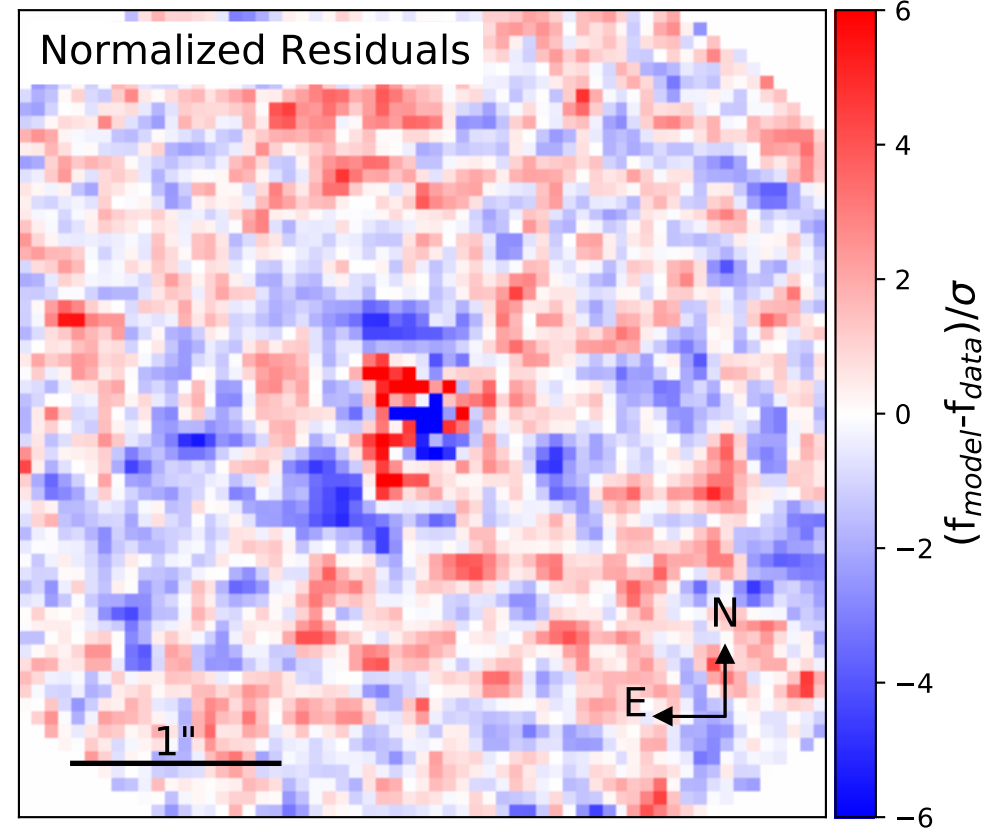 Normalized Residuals
N
E
1"
6
4
2
0
−2
−4
−6
(f_model-f_data)/σ